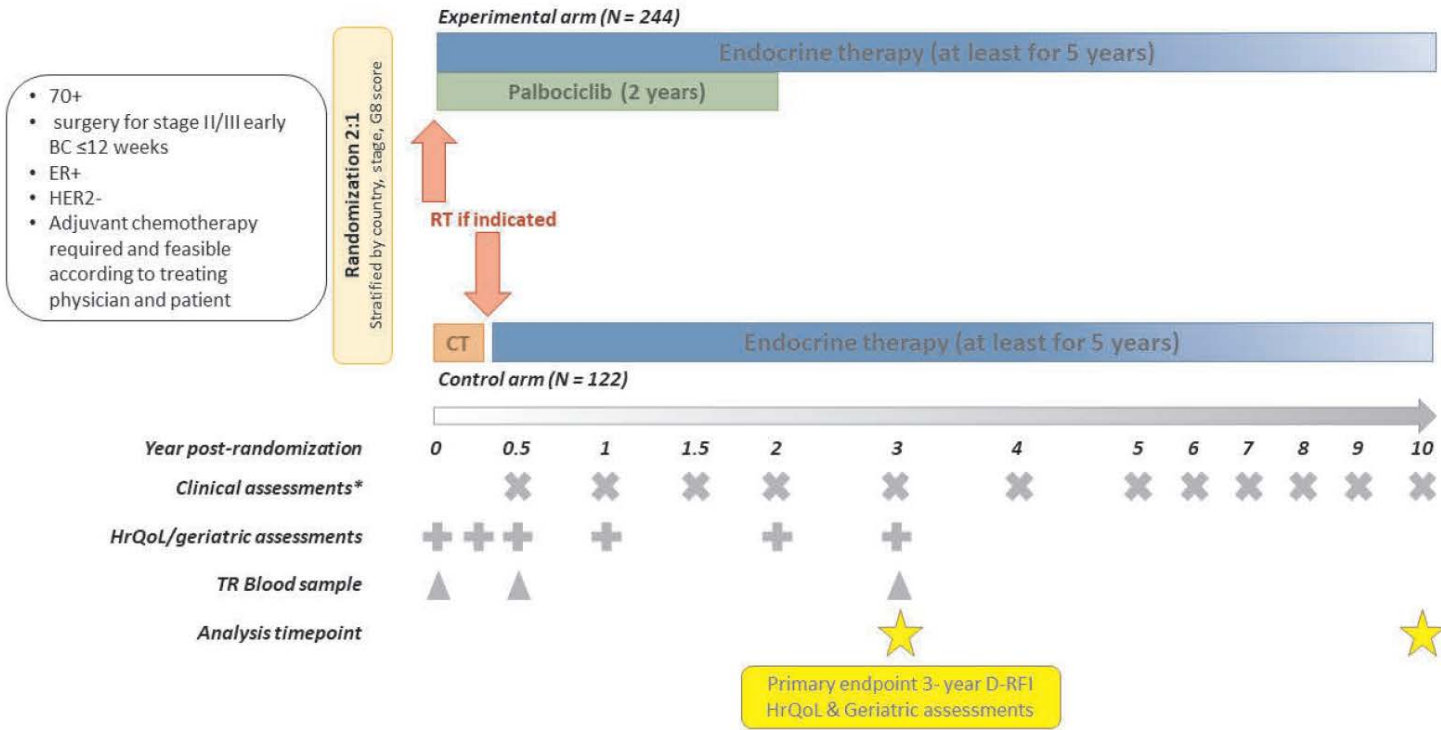 Experimental arm (N = 244)
Endocrine therapy (at least for 5 years)
Palbociclib (2 years)
• 70+
• surgery for stage II/III early
BC ≤12 weeks
• ER+
• HER2-
• Adjuvant chemotherapy
required and feasible
according to treating
physician and patient
Randomization 2:1
Stratified by country, stage, G8 score
RT if indicated
CT
Endocrine therapy (at least for 5 years)
Control arm (N = 122)
Year post-randomization 0 0.5 1 1.5 2 3 4 5 6 7 8 9 10
Clinical assessments*
HrQoL/geriatric assessments
TR Blood sample
Analysis timepoint
Primary endpoint 3- year D-RFI
HrQoL & Geriatric assessments